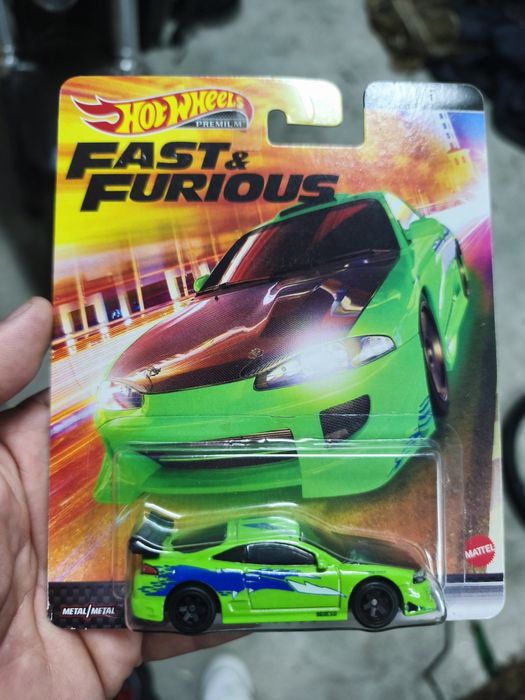 HOT WHEELS
PREMIUM
FAST &
FURIOUS
MATTEL
METAL/METAL